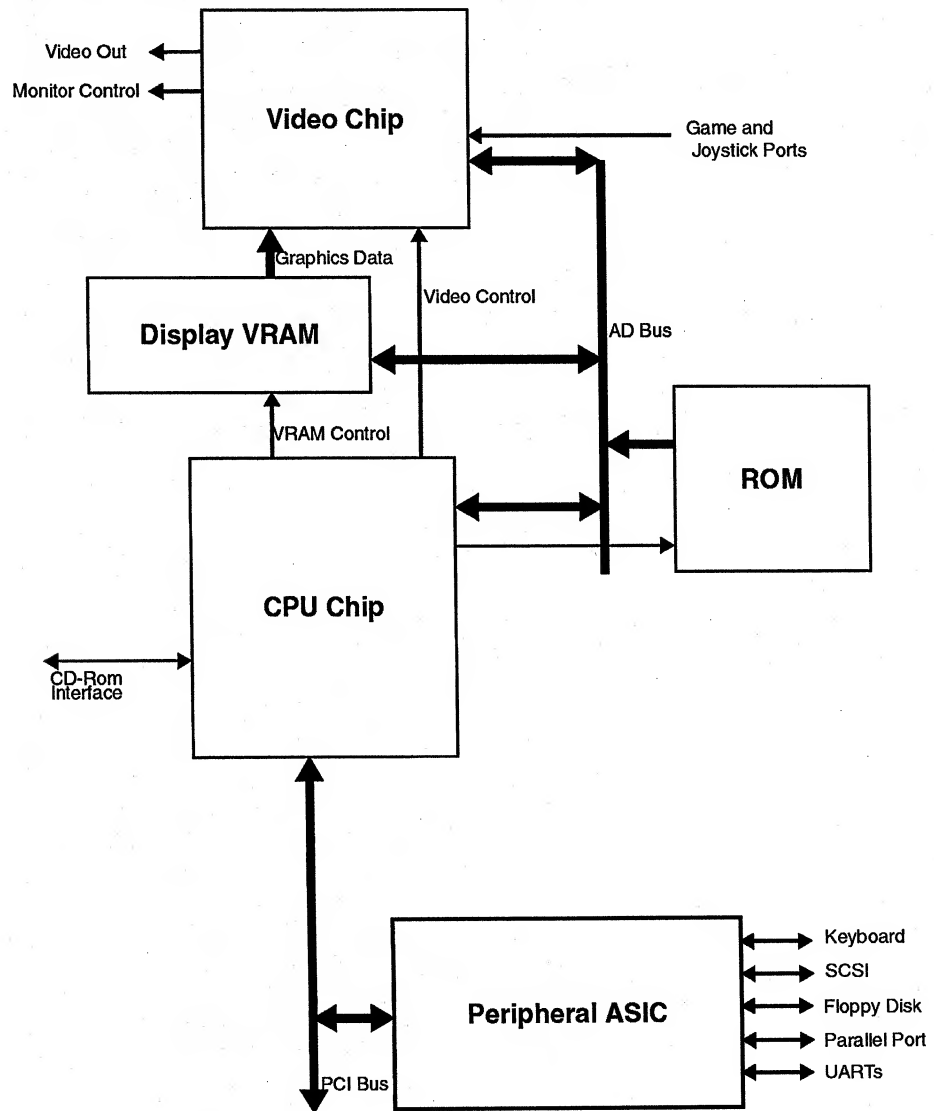 Video Out
Monitor Control
Video Chip
Game and
Joystick Ports
Graphics Data
Video Control
Display VRAM
AD Bus
VRAM Control
ROM
CPU Chip
CD-Rom
Interface
Peripheral ASIC
Keyboard
SCSI
Floppy Disk
Parallel Port
UARTs
PCI Bus